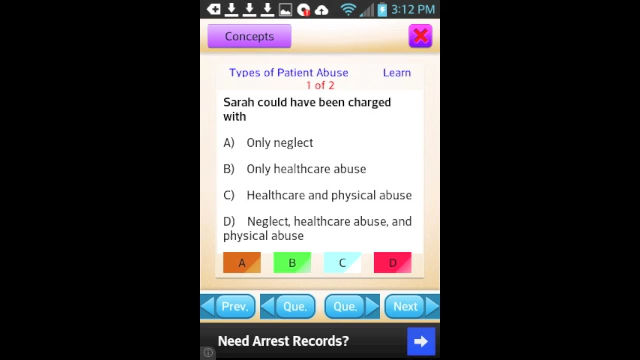 3:12 PM
Concepts
Types of Patient Abuse Learn
1 of 2
Sarah could have been charged
with
A) Only neglect
B) Only healthcare abuse
C) Healthcare and physical abuse
D) Neglect, healthcare abuse, and
physical abuse
A B C D
Prev. Que. Que. Next
Need Arrest Records?